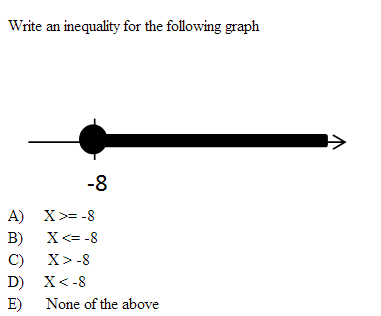 Write an inequality for the following graph
-8
A) X >= -8
B) X <= -8
C) X > -8
D) X < -8
E) None of the above